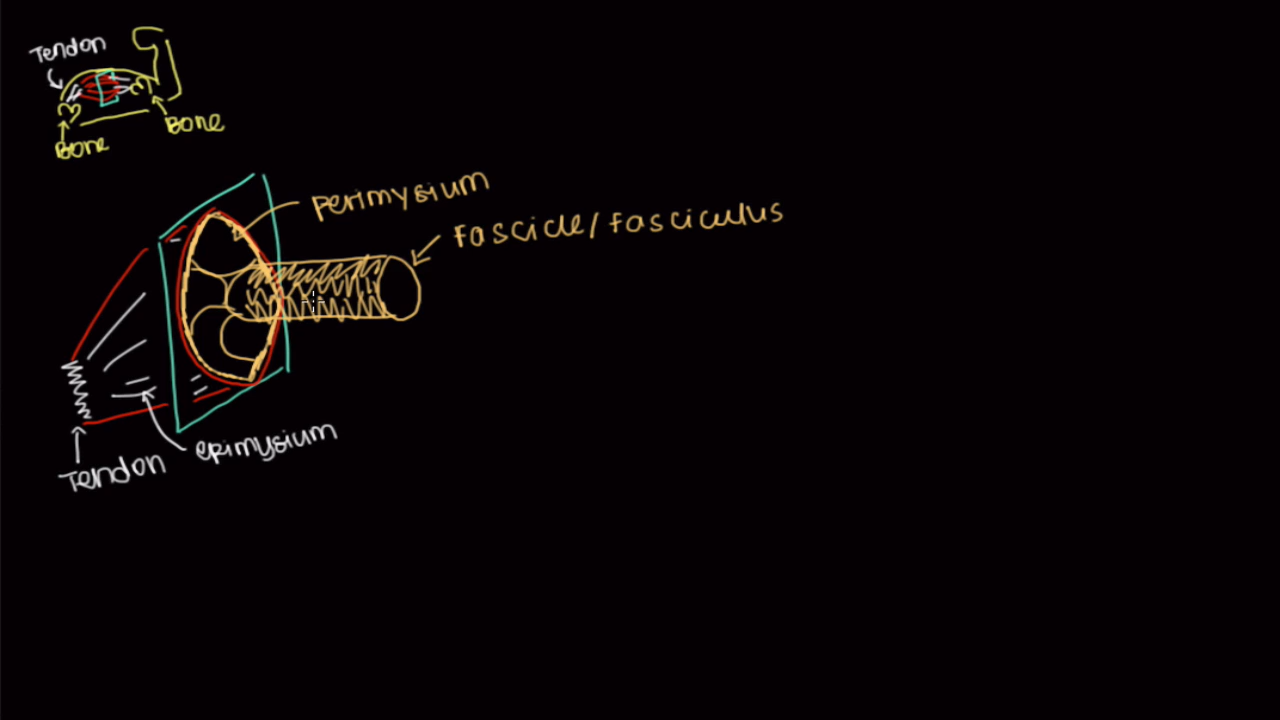 Tendon
Bone
Bone
perimysium
fascicle/fasciculus
epimysium
Tendon